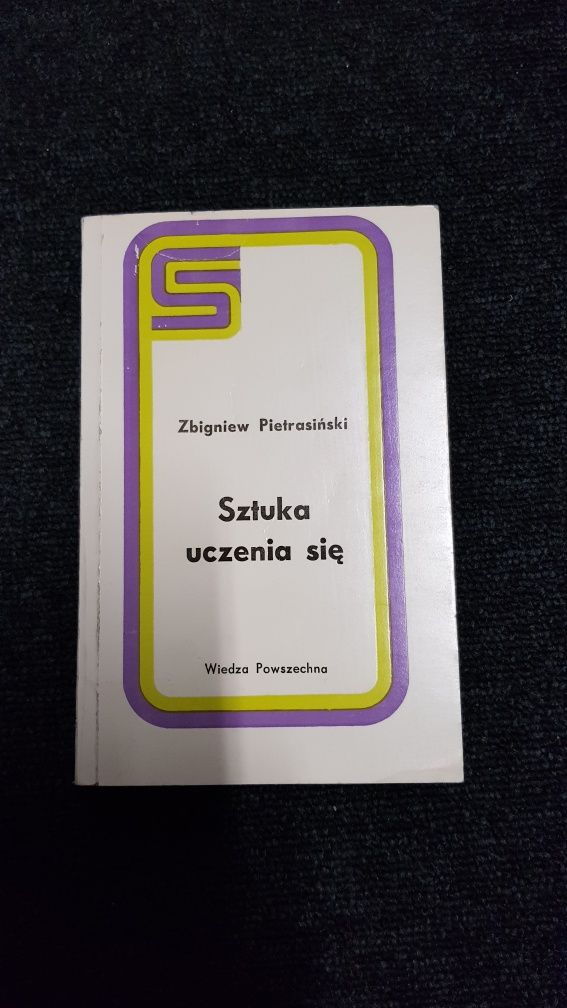 S
Zbigniew Pietrasiński
Sztuka
uczenia się
Wiedza Powszechna